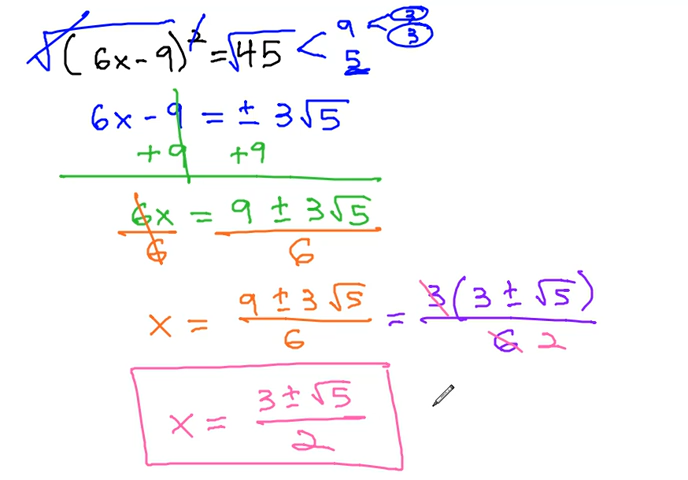 √(6x-9)² = √45 < 9 < 3 3
5
6x - 9 = ± 3√5
+9 +9
6x = 9 ± 3√5
6 6
x = 9 ± 3√5 = 3(3 ± √5)
6 6 2
x = 3 ± √5
2